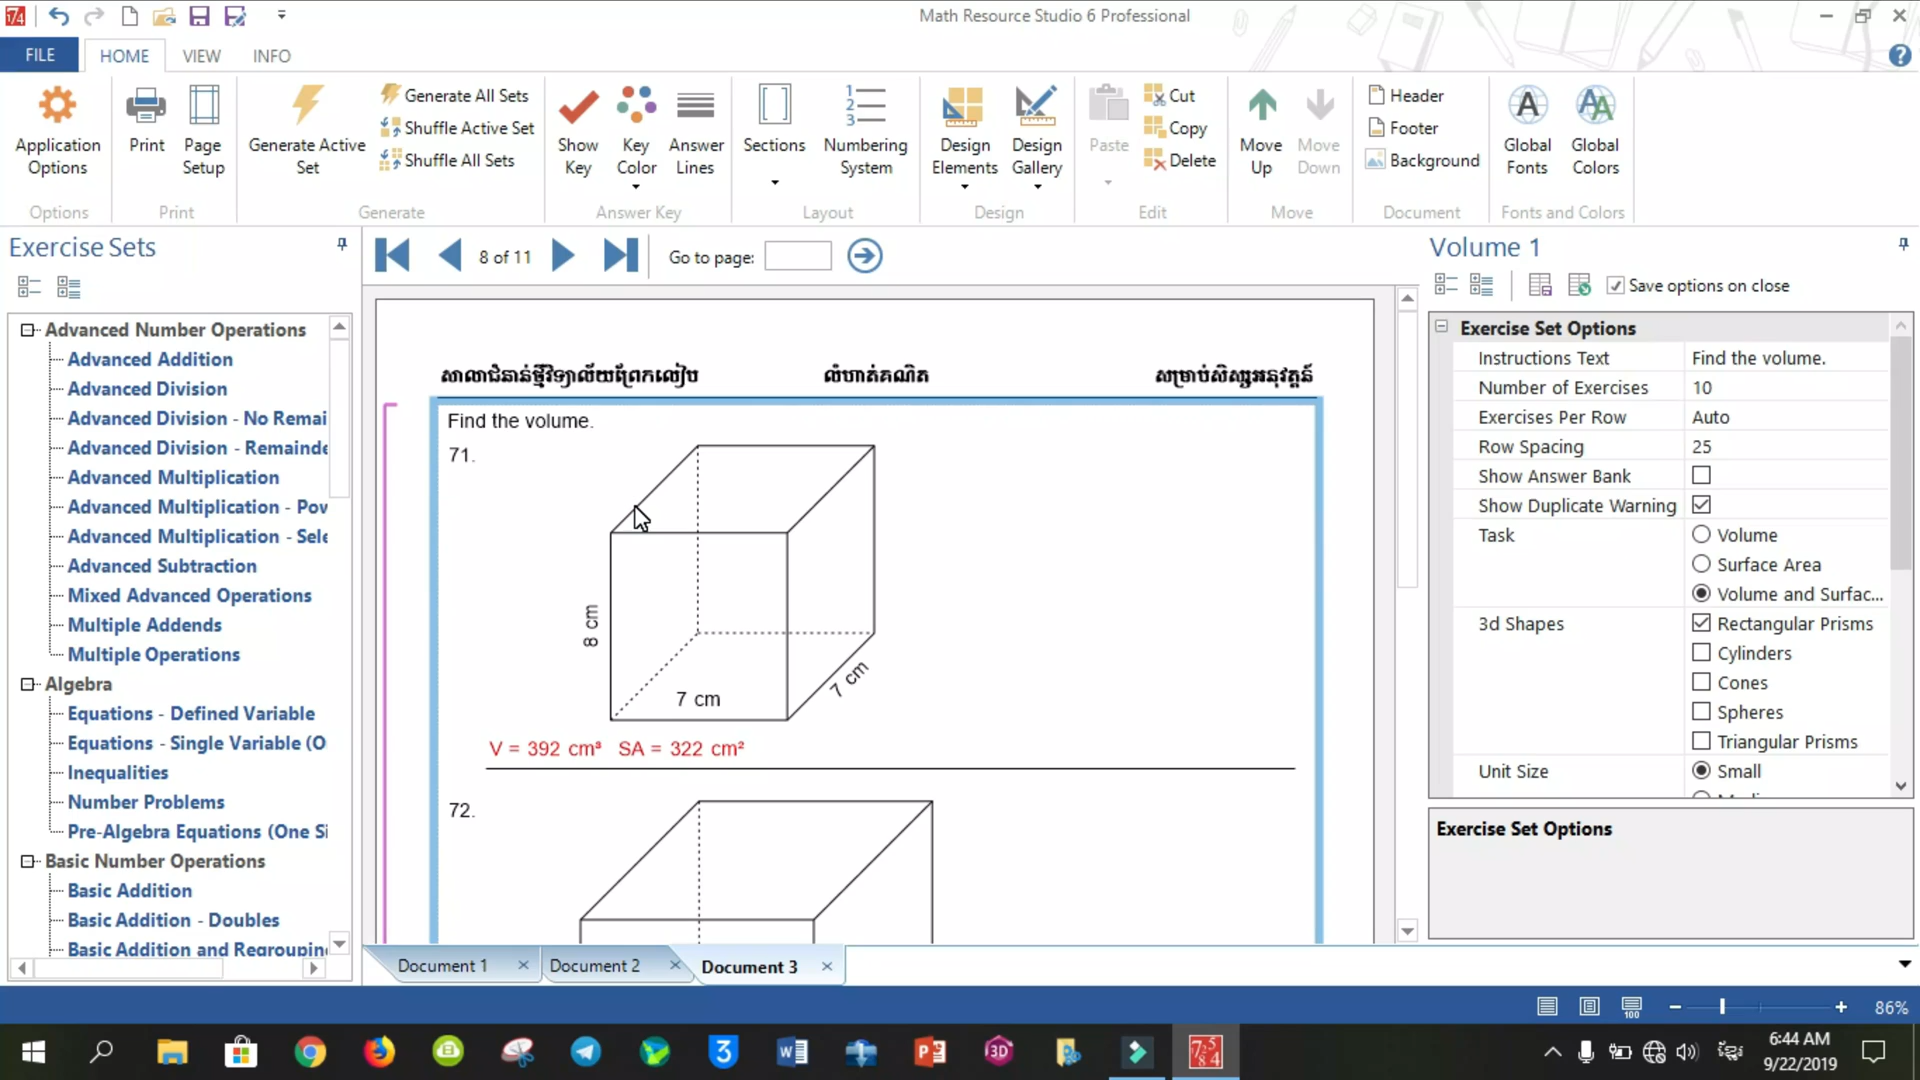 Math Resource Studio 6 Professional
FILE
HOME
VIEW
INFO
Application Options
Print
Page Setup
Generate Active Set
Generate All Sets
Shuffle Active Set
Shuffle All Sets
Show Key
Key Color
Answer Lines
Sections
Numbering System
Design Elements
Design Gallery
Paste
Cut
Copy
Delete
Move Up
Move Down
Header
Footer
Background
Global Fonts
Global Colors
Options
Print
Generate
Answer Key
Layout
Design
Edit
Move
Document
Fonts and Colors
Exercise Sets
Advanced Number Operations
Advanced Addition
Advanced Division
Advanced Division - No Remai
Advanced Division - Remainde
Advanced Multiplication
Advanced Multiplication - Pov
Advanced Multiplication - Sele
Advanced Subtraction
Mixed Advanced Operations
Multiple Addends
Multiple Operations
Algebra
Equations - Defined Variable
Equations - Single Variable (O
Inequalities
Number Problems
Pre-Algebra Equations (One Si
Basic Number Operations
Basic Addition
Basic Addition - Doubles
Basic Addition and Regrouping
8 of 11
Go to page:
លំហាត់គណិត
Find the volume.
71.
8 cm
7 cm
7 cm
V = 392 cm³ SA = 322 cm²
72.
Document 1
Document 2
Document 3
Volume 1
Save options on close
Exercise Set Options
Instructions Text Find the volume.
Number of Exercises 10
Exercises Per Row Auto
Row Spacing 25
Show Answer Bank
Show Duplicate Warning
Task Volume
Surface Area
Volume and Surfac...
3d Shapes Rectangular Prisms
Cylinders
Cones
Spheres
Triangular Prisms
Unit Size Small
Exercise Set Options
86%
6:44 AM
9/22/2019